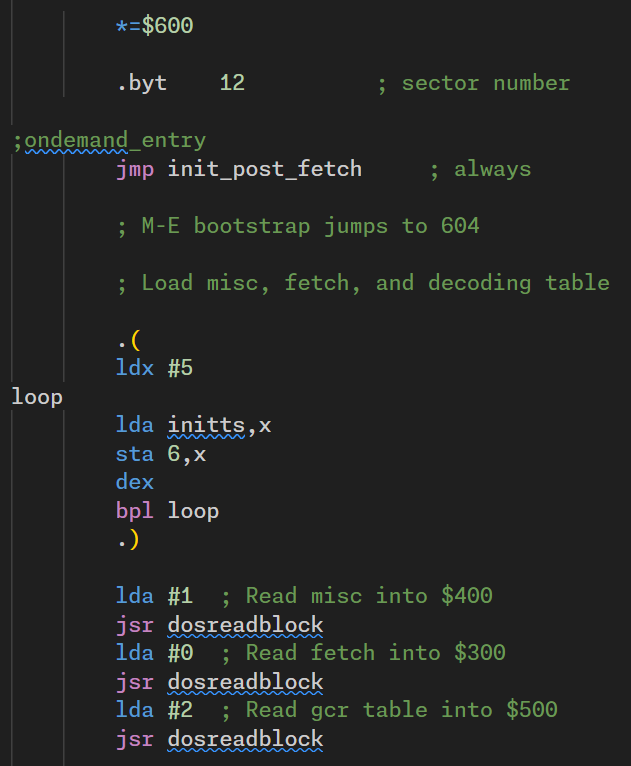 *=$600
.byt    12          ; sector number
;ondemand_entry
jmp init_post_fetch     ; always
; M-E bootstrap jumps to 604
; Load misc, fetch, and decoding table
.(
ldx #5
loop
lda initts,x
sta 6,x
dex
bpl loop
.)
lda #1  ; Read misc into $400
jsr dosreadblock
lda #0  ; Read fetch into $300
jsr dosreadblock
lda #2  ; Read gcr table into $500
jsr dosreadblock